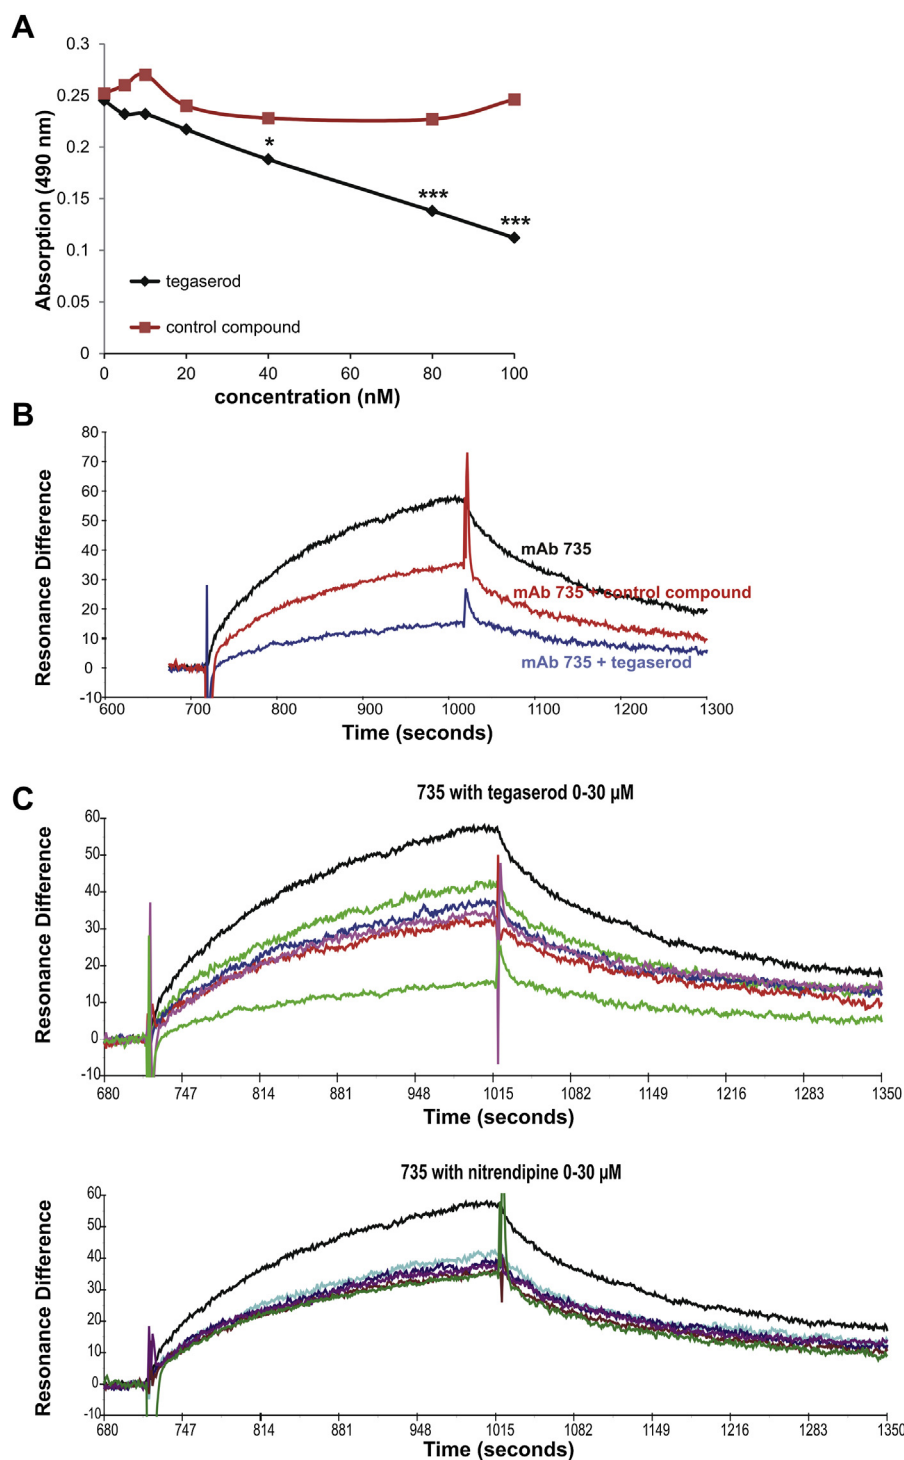 A
0.3
0.25
0.2
0.15
0.1
0.05
0
Absorption (490 nm)
*
***
***
tegaserod
control compound
0 20 40 60 80 100
concentration (nM)
B
80
70
60
50
40
30
20
10
0
-10
Resonance Difference
mAb 735
mAb 735 + control compound
mAb 735 + tegaserod
600 700 800 900 1000 1100 1200 1300
Time (seconds)
C
735 with tegaserod 0-30 µM
60
50
40
30
20
10
0
-10
Resonance Difference
680 747 814 881 948 1015 1082 1149 1216 1283 1350
Time (seconds)
735 with nitrendipine 0-30 µM
60
50
40
30
20
10
0
-10
Resonance Difference
680 747 814 881 948 1015 1082 1149 1216 1283 1350
Time (seconds)